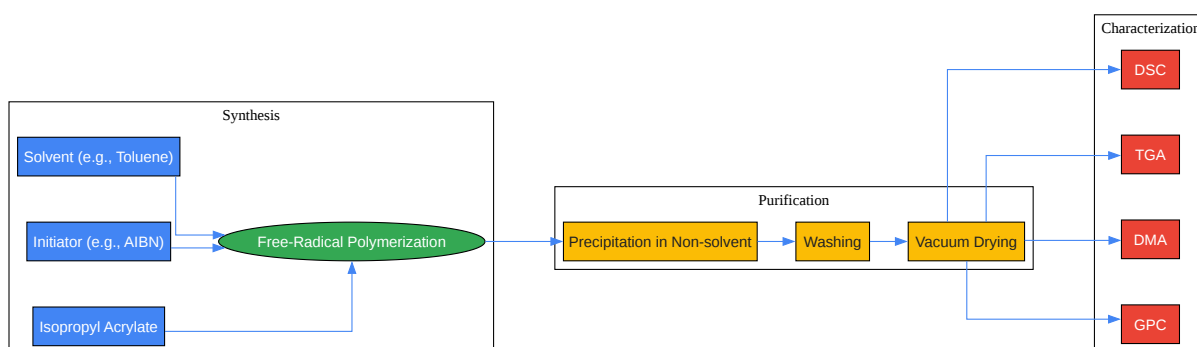 Synthesis
Solvent (e.g., Toluene)
Initiator (e.g., AIBN)
Isopropyl Acrylate
Free-Radical Polymerization
Purification
Precipitation in Non-solvent
Washing
Vacuum Drying
Characterization
DSC
TGA
DMA
GPC